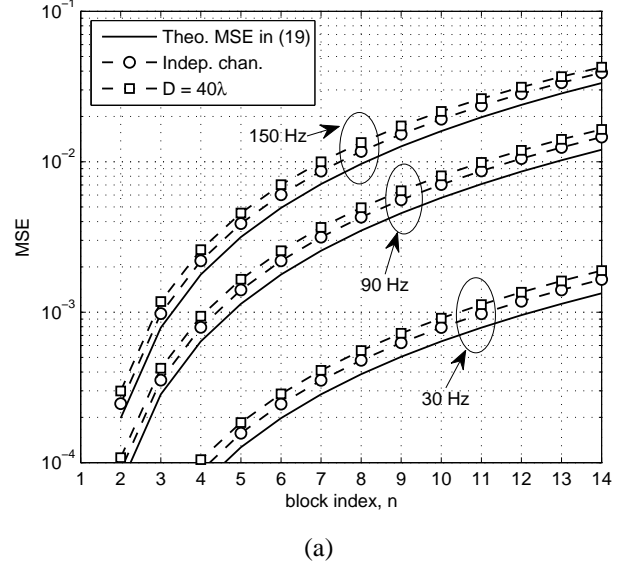 10⁻¹
Theo. MSE in (19)
Indep. chan.
D = 40λ
150 Hz
10⁻²
MSE
90 Hz
10⁻³
30 Hz
10⁻⁴
1 2 3 4 5 6 7 8 9 10 11 12 13 14
block index, n
(a)